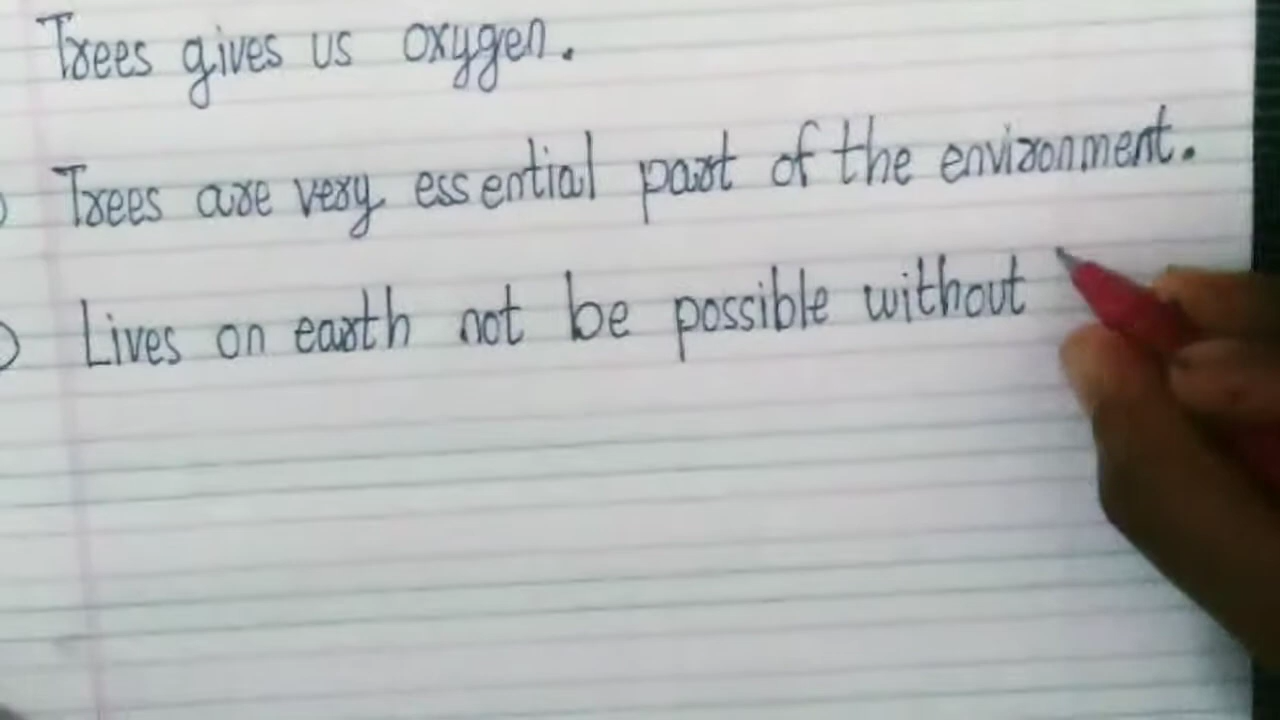 Trees gives us oxygen.
Trees are very essential part of the environment.
Lives on earth not be possible without